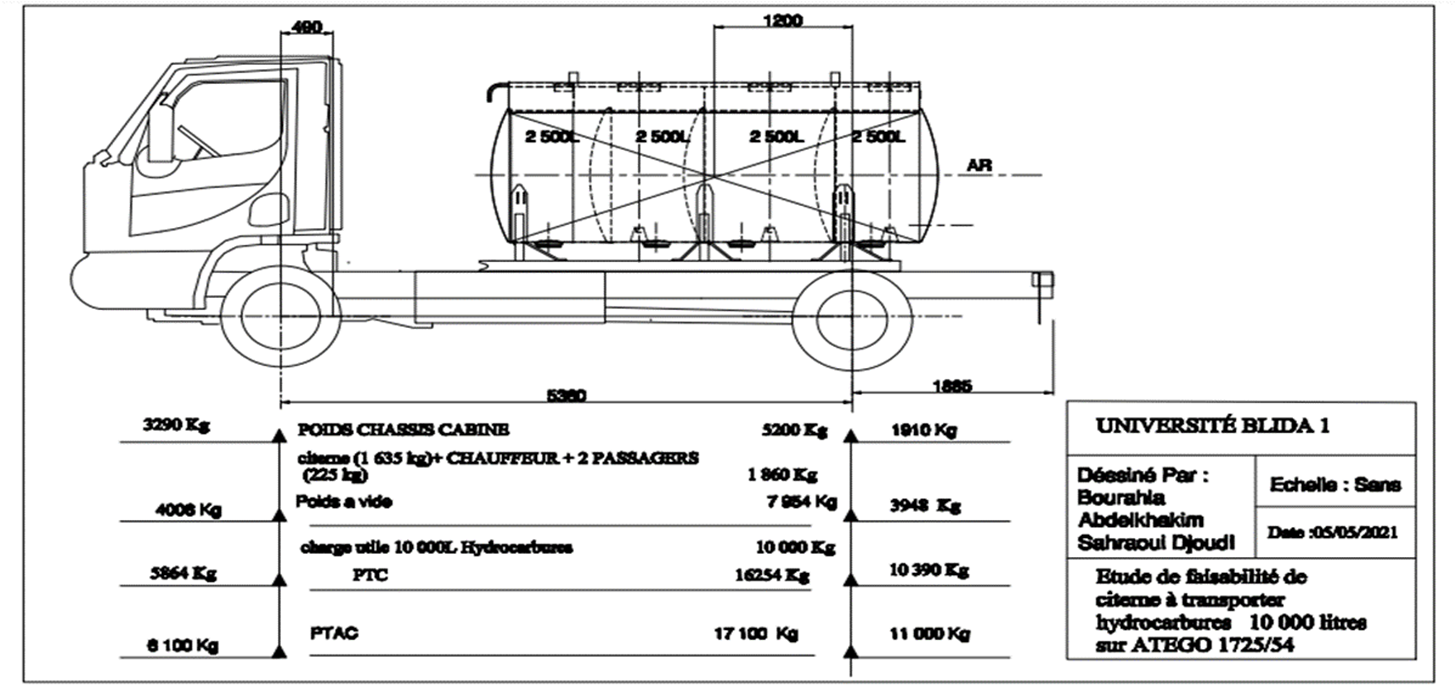 490
1200
2 500L 2 500L 2 500L 2 500L
AR
5360
1885
3290 Kg POIDS CHASSIS CABINE 5200 Kg 1910 Kg
citerne (1 635 kg)+ CHAUFFEUR + 2 PASSAGERS
(225 kg) 1 860 Kg
4006 Kg Poids a vide 7 954 Kg 3948 Kg
charge utile 10 000L Hydrocarbures 10 000 Kg
5864 Kg PTC 16254 Kg 10 390 Kg
6 100 Kg PTAC 17 100 Kg 11 000 Kg
UNIVERSITÉ BLIDA 1
Déssiné Par :
Bourahla
Abdelkhakim
Sahraoui Djoudi
Echelle : Sans
Date :05/05/2021
Etude de faisabilité de
citerne à transporter
hydrocarbures 10 000 litres
sur ATEGO 1725/54